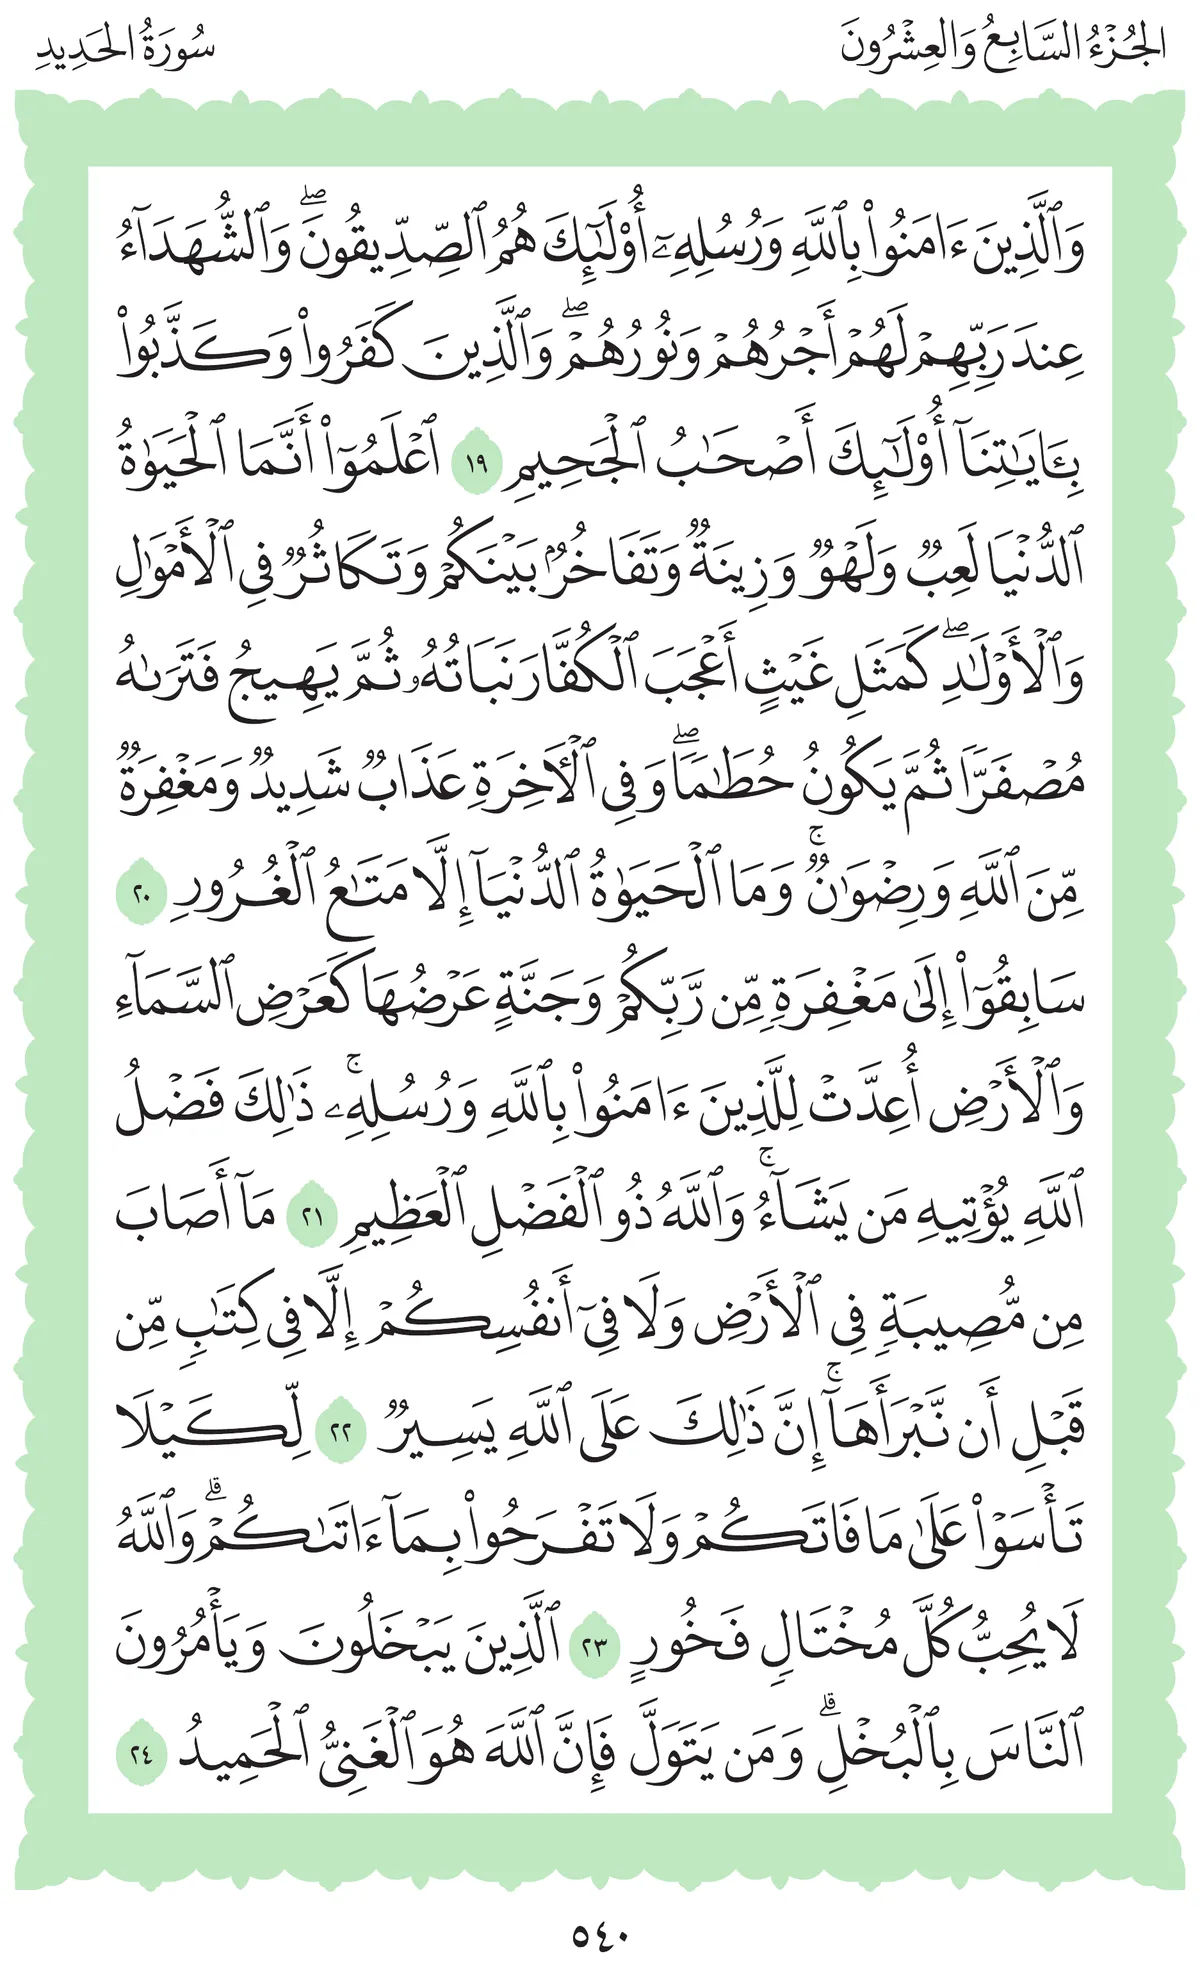 الجُزْءُ السَّابِعُ وَالعِشْرُونَ
سُورَةُ الحَدِيدِ
وَٱلَّذِينَ ءَامَنُوا۟ بِٱللَّهِ وَرُسُلِهِۦٓ أُو۟لَٰٓئِكَ هُمُ ٱلصِّدِّيقُونَۖ وَٱلشُّهَدَآءُ
عِندَ رَبِّهِمْ لَهُمْ أَجْرُهُمْ وَنُورُهُمْۖ وَٱلَّذِينَ كَفَرُوا۟ وَكَذَّبُوا۟
بِـَٔايَٰتِنَآ أُو۟لَٰٓئِكَ أَصْحَٰبُ ٱلْجَحِيمِ ١٩ ٱعْلَمُوٓا۟ أَنَّمَا ٱلْحَيَوٰةُ
ٱلدُّنْيَا لَعِبٌ وَلَهْوٌ وَزِينَةٌ وَتَفَاخُرٌۢ بَيْنَكُمْ وَتَكَاثُرٌ فِى ٱلْأَمْوَٰلِ
وَٱلْأَوْلَٰدِۖ كَمَثَلِ غَيْثٍ أَعْجَبَ ٱلْكُفَّارَ نَبَاتُهُۥ ثُمَّ يَهِيجُ فَتَرَىٰهُ
مُصْفَرًّا ثُمَّ يَكُونُ حُطَٰمًاۖ وَفِى ٱلْـَٔاخِرَةِ عَذَابٌ شَدِيدٌ وَمَغْفِرَةٌ
مِّنَ ٱللَّهِ وَرِضْوَٰنٌۚ وَمَا ٱلْحَيَوٰةُ ٱلدُّنْيَآ إِلَّا مَتَٰعُ ٱلْغُرُورِ ٢٠
سَابِقُوٓا۟ إِلَىٰ مَغْفِرَةٍ مِّن رَّبِّكُمْ وَجَنَّةٍ عَرْضُهَا كَعَرْضِ ٱلسَّمَآءِ
وَٱلْأَرْضِ أُعِدَّتْ لِلَّذِينَ ءَامَنُوا۟ بِٱللَّهِ وَرُسُلِهِۦۚ ذَٰلِكَ فَضْلُ
ٱللَّهِ يُؤْتِيهِ مَن يَشَآءُۚ وَٱللَّهُ ذُو ٱلْفَضْلِ ٱلْعَظِيمِ ٢١ مَآ أَصَابَ
مِن مُّصِيبَةٍ فِى ٱلْأَرْضِ وَلَا فِىٓ أَنفُسِكُمْ إِلَّا فِى كِتَٰبٍ مِّن
قَبْلِ أَن نَّبْرَأَهَآۚ إِنَّ ذَٰلِكَ عَلَى ٱللَّهِ يَسِيرٌ ٢٢ لِّكَيْلَا
تَأْسَوْا۟ عَلَىٰ مَا فَاتَكُمْ وَلَا تَفْرَحُوا۟ بِمَآ ءَاتَىٰكُمْۗ وَٱللَّهُ
لَا يُحِبُّ كُلَّ مُخْتَالٍ فَخُورٍ ٢٣ ٱلَّذِينَ يَبْخَلُونَ وَيَأْمُرُونَ
ٱلنَّاسَ بِٱلْبُخْلِۗ وَمَن يَتَوَلَّ فَإِنَّ ٱللَّهَ هُوَ ٱلْغَنِىُّ ٱلْحَمِيدُ ٢٤
٥٤٠